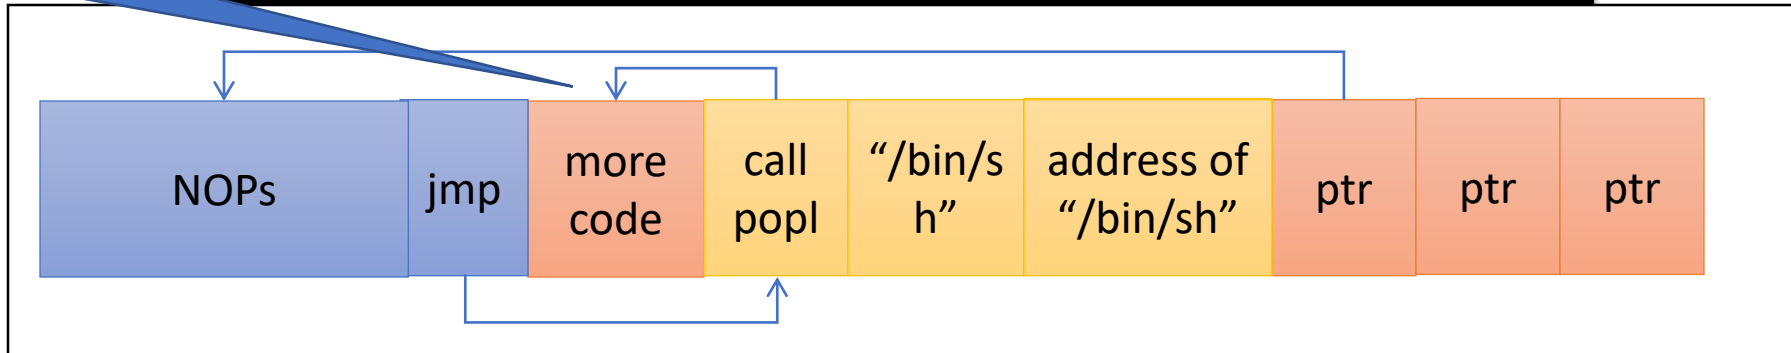 NOPs
jmp
more
code
call
popl
“/bin/s
h”
address of
“/bin/sh”
ptr
ptr
ptr